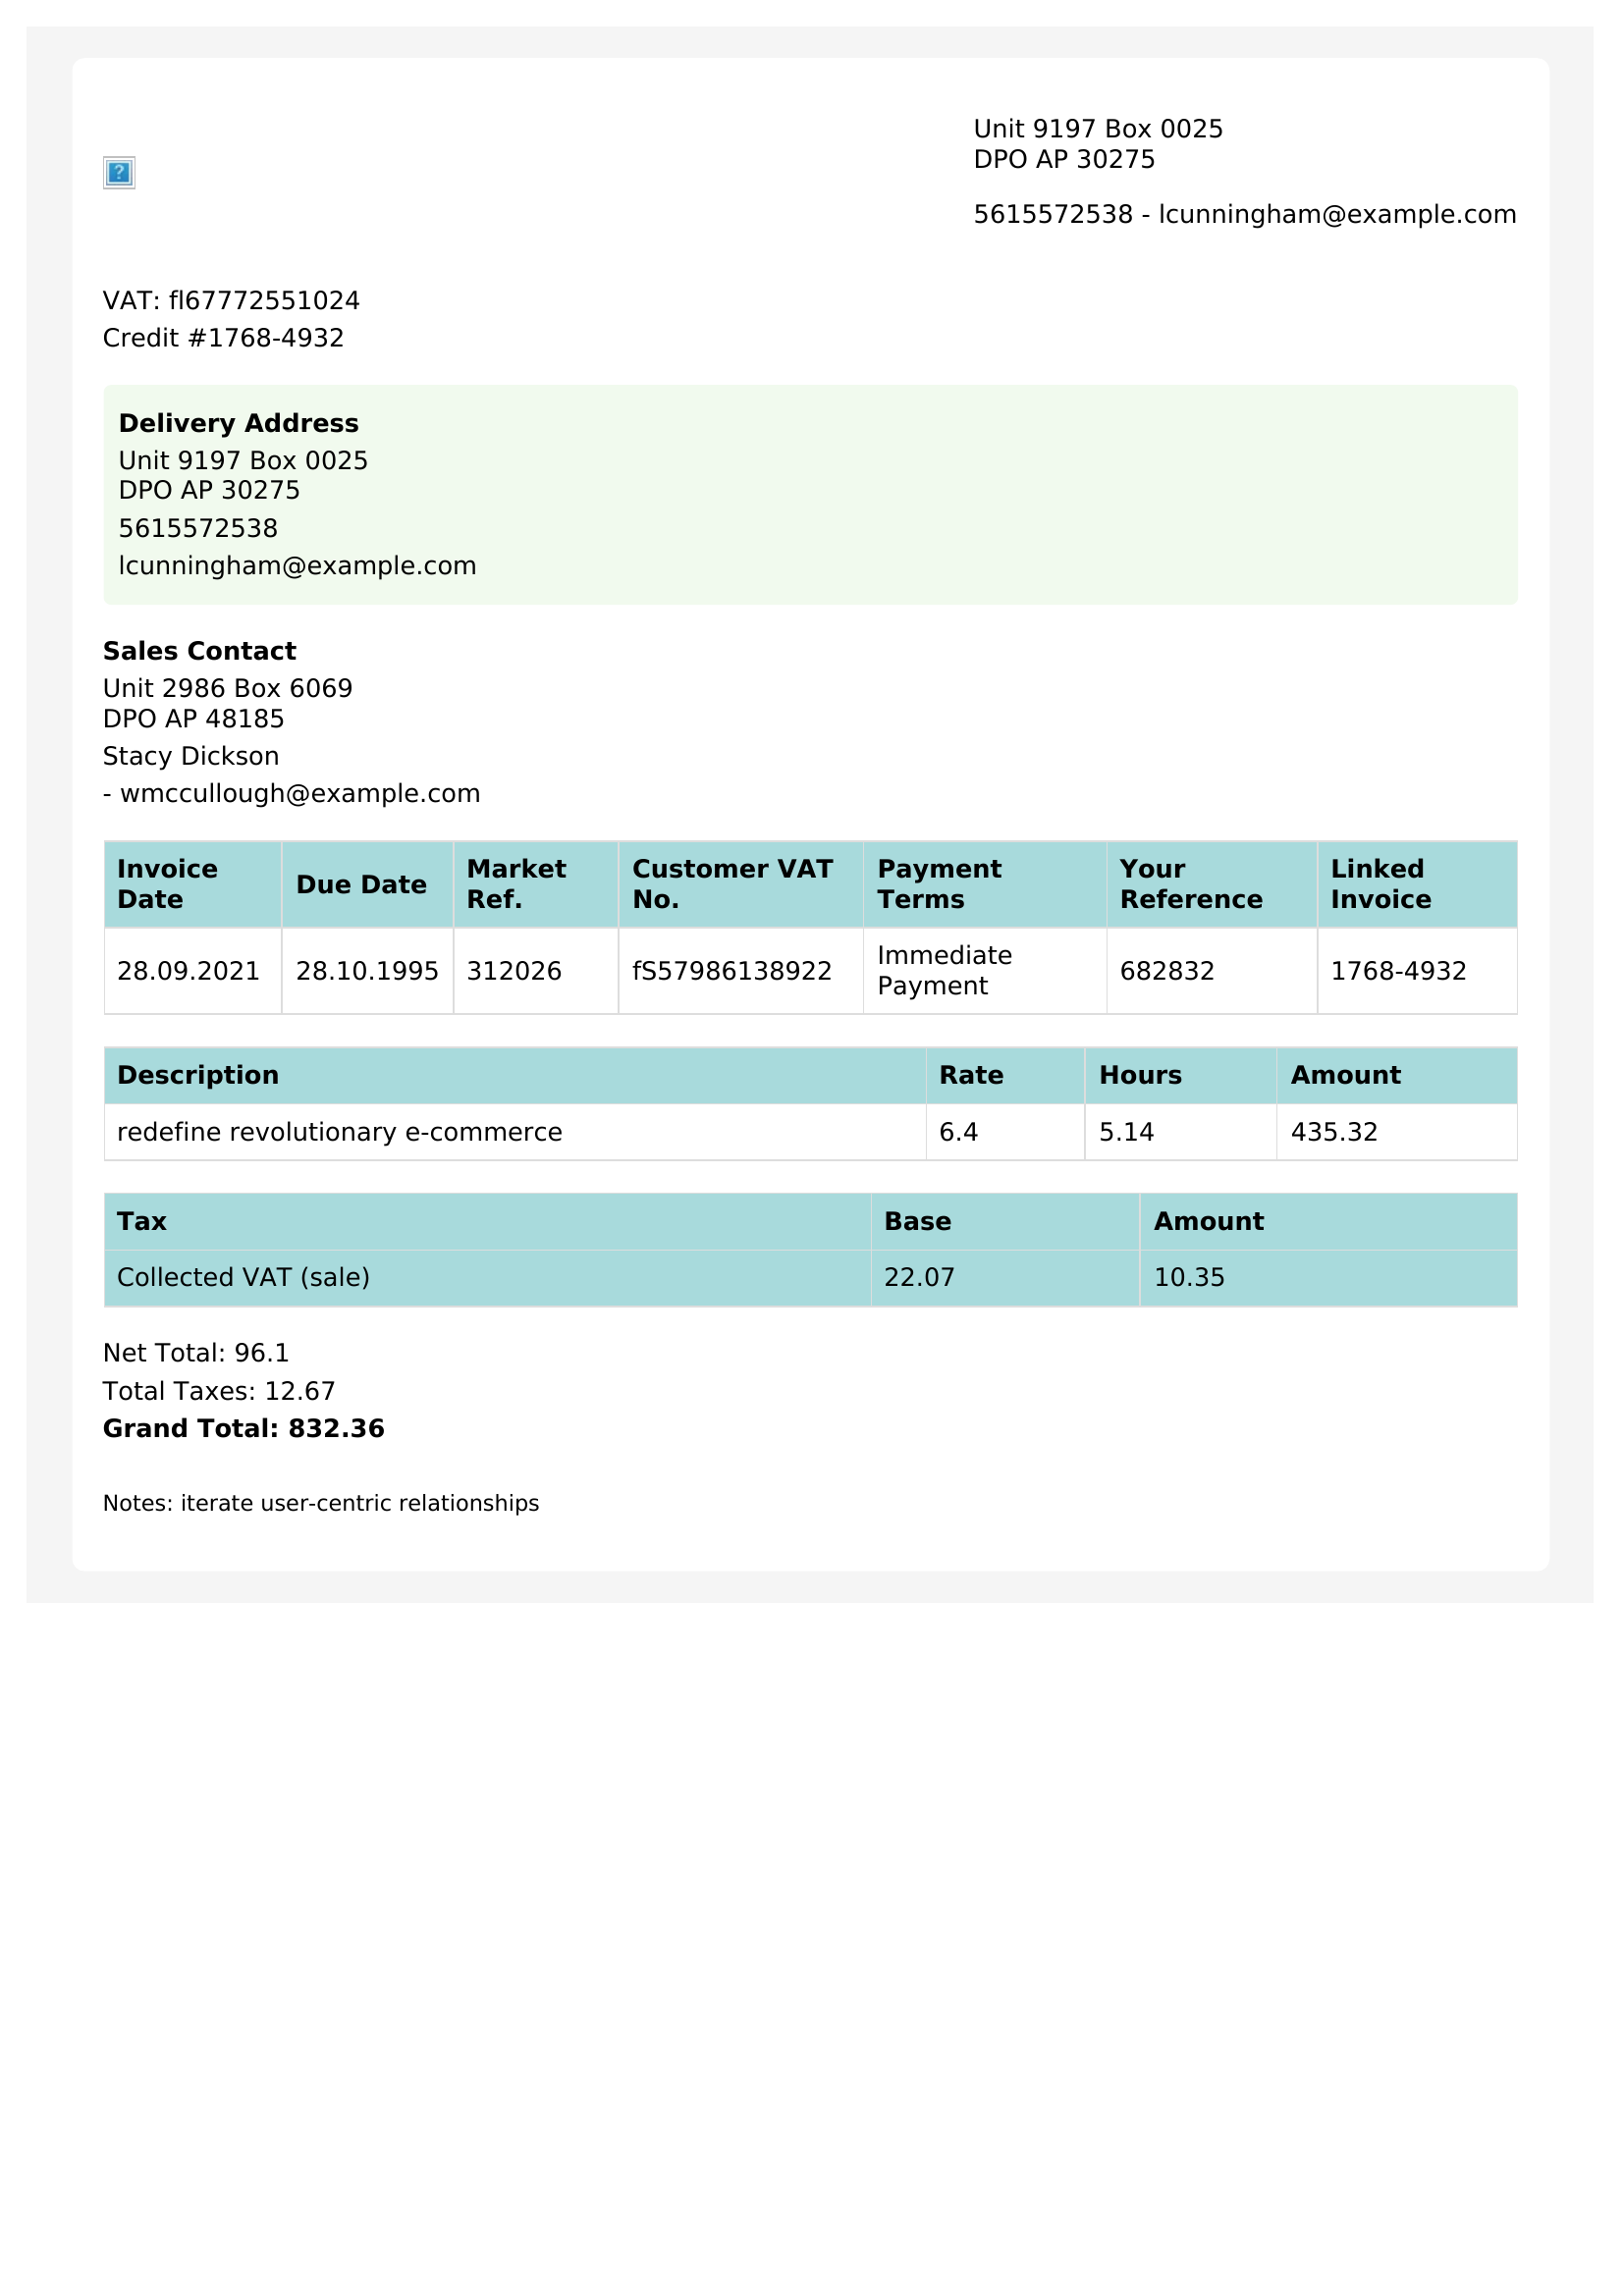 Unit 9197 Box 0025
DPO AP 30275
5615572538 - lcunningham@example.com
VAT: fl67772551024
Credit #1768-4932
Delivery Address
Unit 9197 Box 0025
DPO AP 30275
5615572538
lcunningham@example.com
Sales Contact
Unit 2986 Box 6069
DPO AP 48185
Stacy Dickson
- wmccullough@example.com
Invoice Date Due Date Market Ref. Customer VAT No. Payment Terms Your Reference Linked Invoice
28.09.2021 28.10.1995 312026 fS57986138922 Immediate Payment 682832 1768-4932
Description Rate Hours Amount
redefine revolutionary e-commerce 6.4 5.14 435.32
Tax Base Amount
Collected VAT (sale) 22.07 10.35
Net Total: 96.1
Total Taxes: 12.67
Grand Total: 832.36
Notes: iterate user-centric relationships